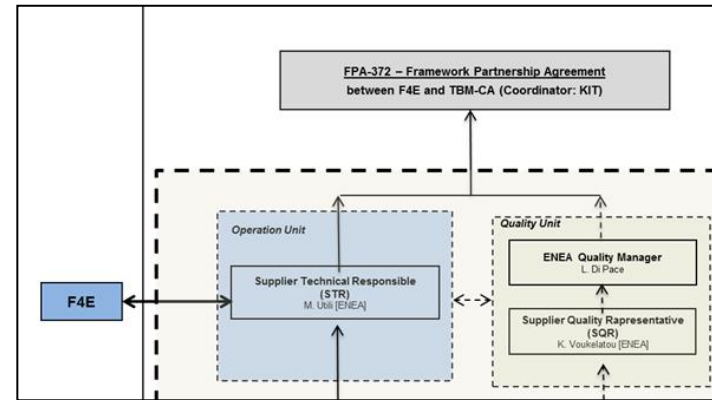 FPA-372 – Framework Partnership Agreement
between F4E and TBM-CA (Coordinator: KIT)
Operation Unit
Quality Unit
ENEA Quality Manager
L. Di Pace
Supplier Technical Responsible
(STR)
M. Utili [ENEA]
F4E
Supplier Quality Rapresentative
(SQR)
K. Voukelatou [ENEA]